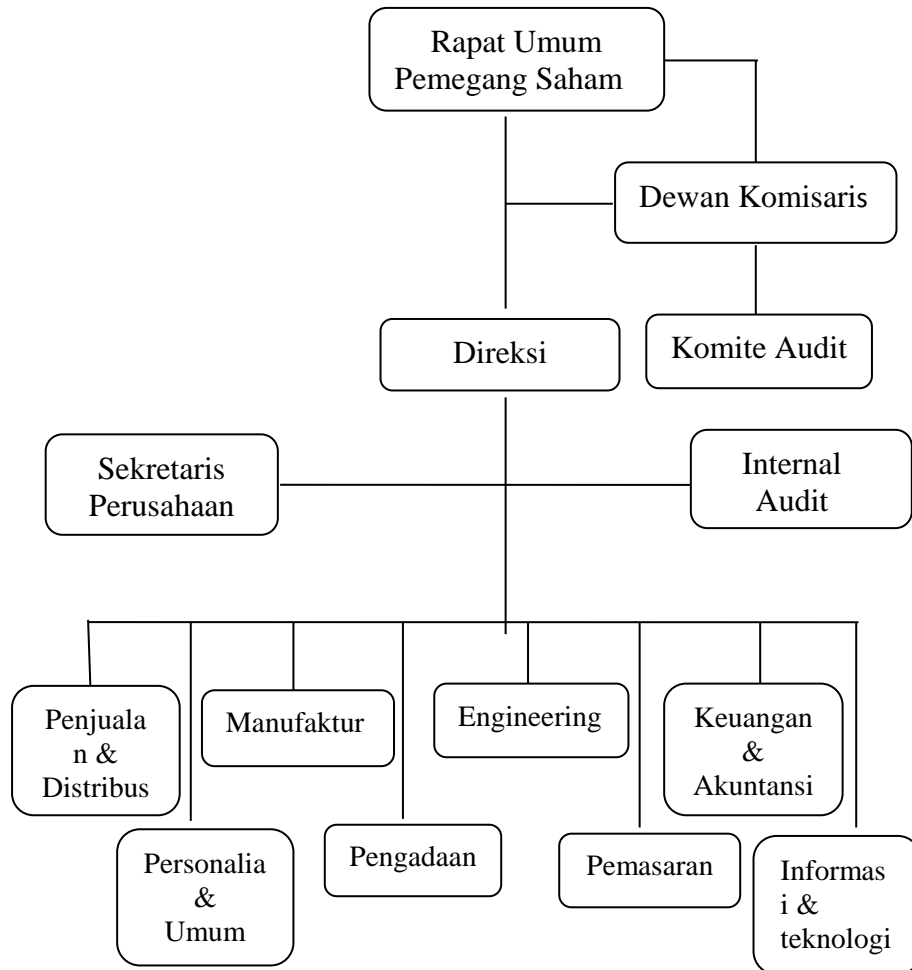 Rapat Umum
Pemegang Saham
Dewan Komisaris
Direksi
Komite Audit
Sekretaris
Perusahaan
Internal
Audit
Penjuala
n &
Distribus
Manufaktur
Engineering
Keuangan
&
Akuntansi
Personalia
&
Umum
Pengadaan
Pemasaran
Informas
i &
teknologi